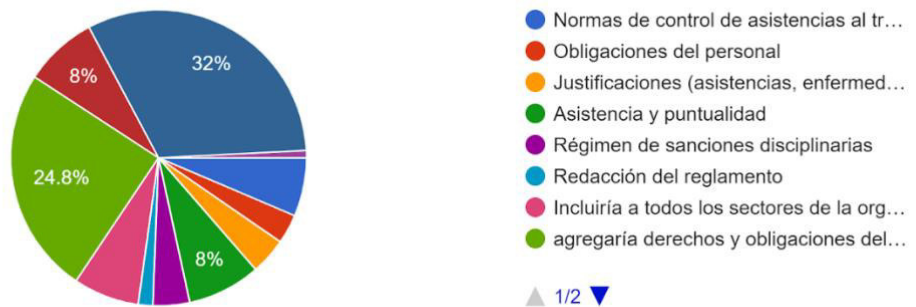 32%
8%
24.8%
8%
Normas de control de asistencias al tr…
Obligaciones del personal
Justificaciones (asistencias, enfermed…
Asistencia y puntualidad
Régimen de sanciones disciplinarias
Redacción del reglamento
Incluiría a todos los sectores de la org…
agregaría derechos y obligaciones del…
1/2